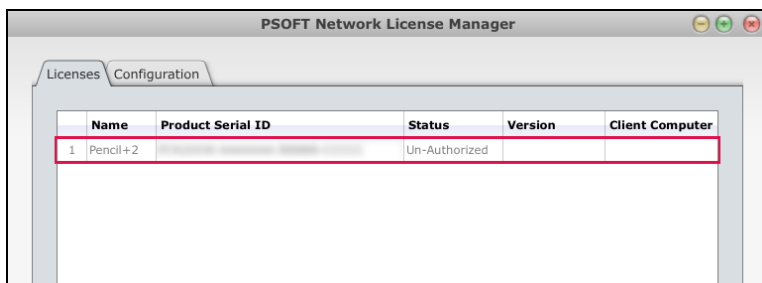 PSOFT Network License Manager
Licenses Configuration
Name Product Serial ID Status Version Client Computer
1 Pencil+2 Un-Authorized